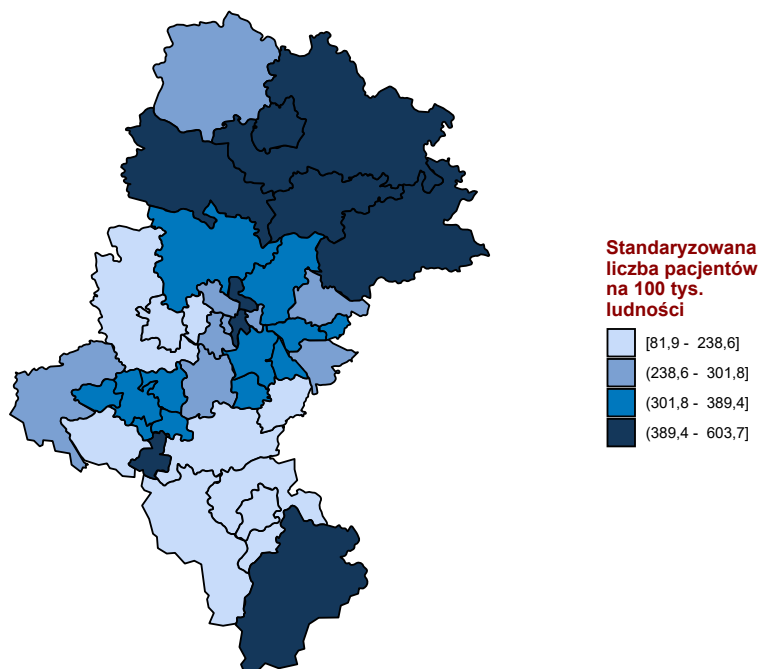 Standaryzowana
liczba pacjentów
na 100 tys.
ludności
[81,9 - 238,6]
(238,6 - 301,8]
(301,8 - 389,4]
(389,4 - 603,7]